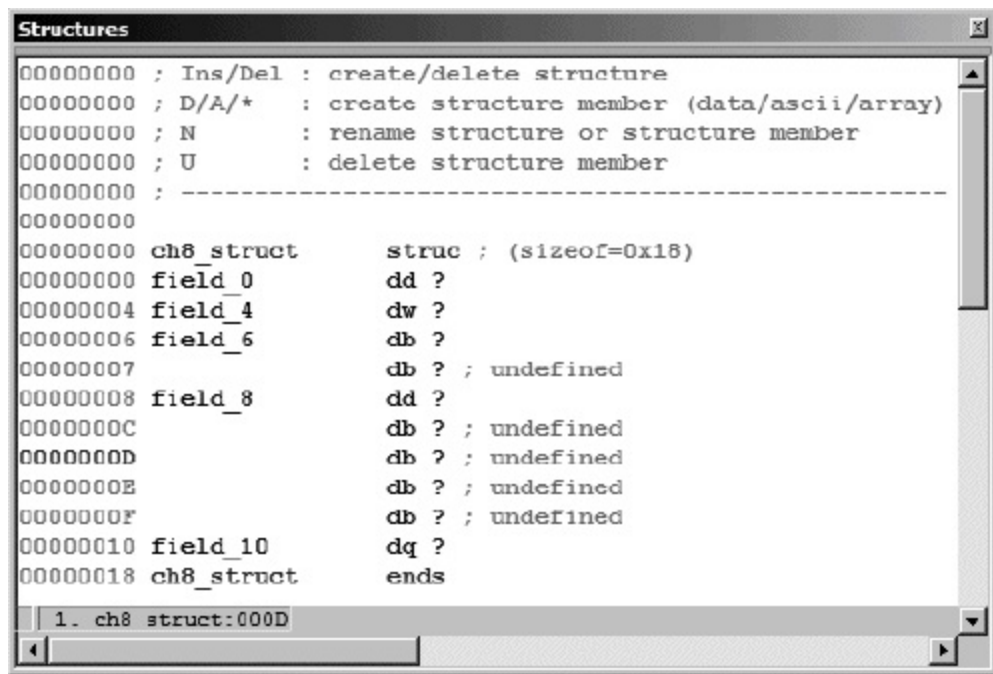 Structures
00000000 ; Ins/Del : create/delete structure
00000000 ; D/A/*   : create structure member (data/ascii/array)
00000000 ; N       : rename structure or structure member
00000000 ; U       : delete structure member
00000000 ; ----------------------------------------------------
00000000
00000000 ch8_struct      struc ; (sizeof=0x18)
00000000 field_0         dd ?
00000004 field_4         dw ?
00000006 field_6         db ?
00000007                 db ? ; undefined
00000008 field_8         dd ?
0000000C                 db ? ; undefined
0000000D                 db ? ; undefined
0000000E                 db ? ; undefined
0000000F                 db ? ; undefined
00000010 field_10        dq ?
00000018 ch8_struct      ends
1. ch8 struct:000D